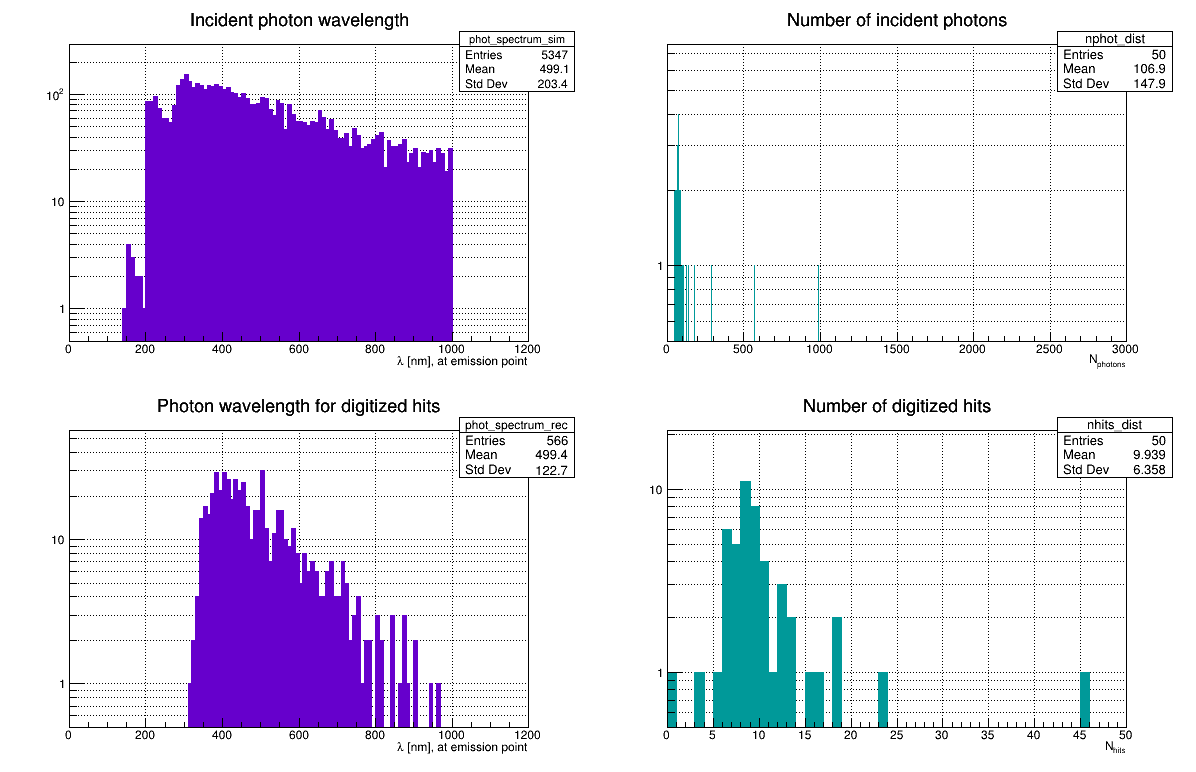 Incident photon wavelength
phot_spectrum_sim
Entries 5347
Mean 499.1
Std Dev 203.4
10²
10
1
0 200 400 600 800 1000 1200
λ [nm], at emission point
Number of incident photons
nphot_dist
Entries 50
Mean 106.9
Std Dev 147.9
1
0 500 1000 1500 2000 2500 3000
Nphotons
Photon wavelength for digitized hits
phot_spectrum_rec
Entries 566
Mean 499.4
Std Dev 122.7
10
1
0 200 400 600 800 1000 1200
λ [nm], at emission point
Number of digitized hits
nhits_dist
Entries 50
Mean 9.939
Std Dev 6.358
10
1
0 5 10 15 20 25 30 35 40 45 50
Nhits